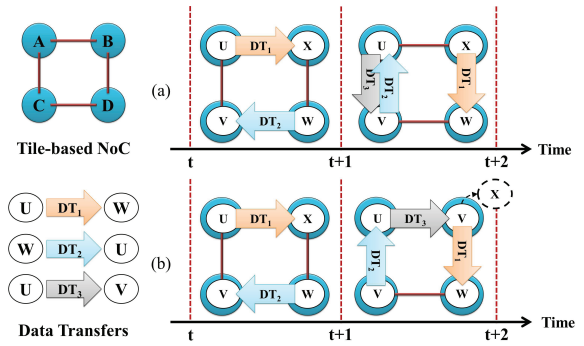 A B
C D
Tile-based NoC
U DT1 W
W DT2 U
U DT3 V
Data Transfers
(a)
U DT1 X
V DT2 W
U X
DT3 DT2 DT1
V W
t t+1 t+2 Time
(b)
U DT1 X
V DT2 W
U DT3 V X
DT2 DT1
V W
t t+1 t+2 Time